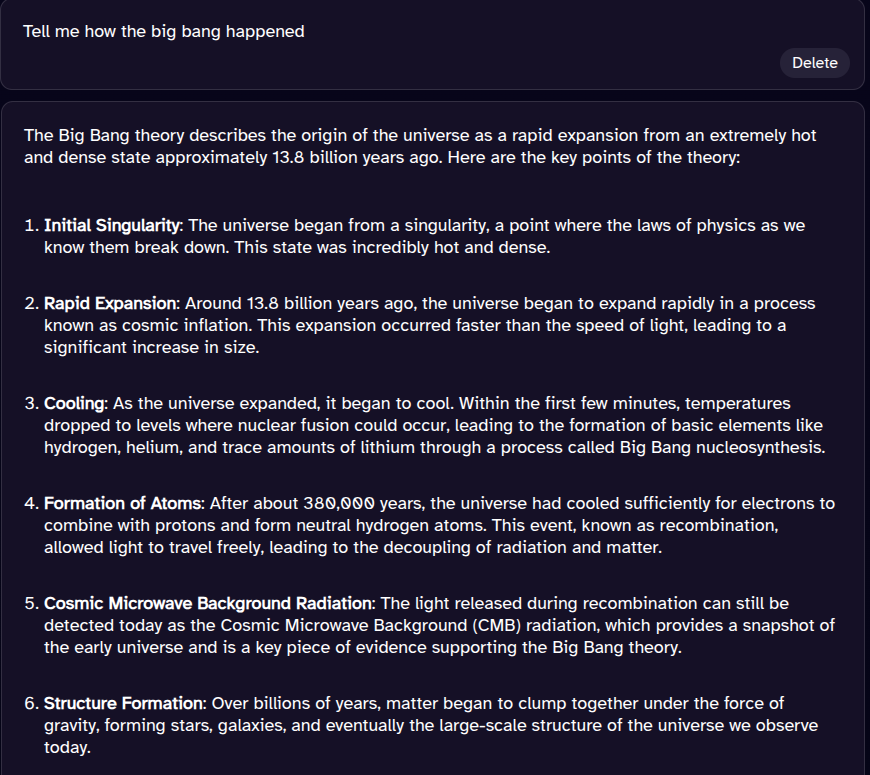 Tell me how the big bang happened
Delete
The Big Bang theory describes the origin of the universe as a rapid expansion from an extremely hot
and dense state approximately 13.8 billion years ago. Here are the key points of the theory:
1. Initial Singularity: The universe began from a singularity, a point where the laws of physics as we
know them break down. This state was incredibly hot and dense.
2. Rapid Expansion: Around 13.8 billion years ago, the universe began to expand rapidly in a process
known as cosmic inflation. This expansion occurred faster than the speed of light, leading to a
significant increase in size.
3. Cooling: As the universe expanded, it began to cool. Within the first few minutes, temperatures
dropped to levels where nuclear fusion could occur, leading to the formation of basic elements like
hydrogen, helium, and trace amounts of lithium through a process called Big Bang nucleosynthesis.
4. Formation of Atoms: After about 380,000 years, the universe had cooled sufficiently for electrons to
combine with protons and form neutral hydrogen atoms. This event, known as recombination,
allowed light to travel freely, leading to the decoupling of radiation and matter.
5. Cosmic Microwave Background Radiation: The light released during recombination can still be
detected today as the Cosmic Microwave Background (CMB) radiation, which provides a snapshot of
the early universe and is a key piece of evidence supporting the Big Bang theory.
6. Structure Formation: Over billions of years, matter began to clump together under the force of
gravity, forming stars, galaxies, and eventually the large-scale structure of the universe we observe
today.